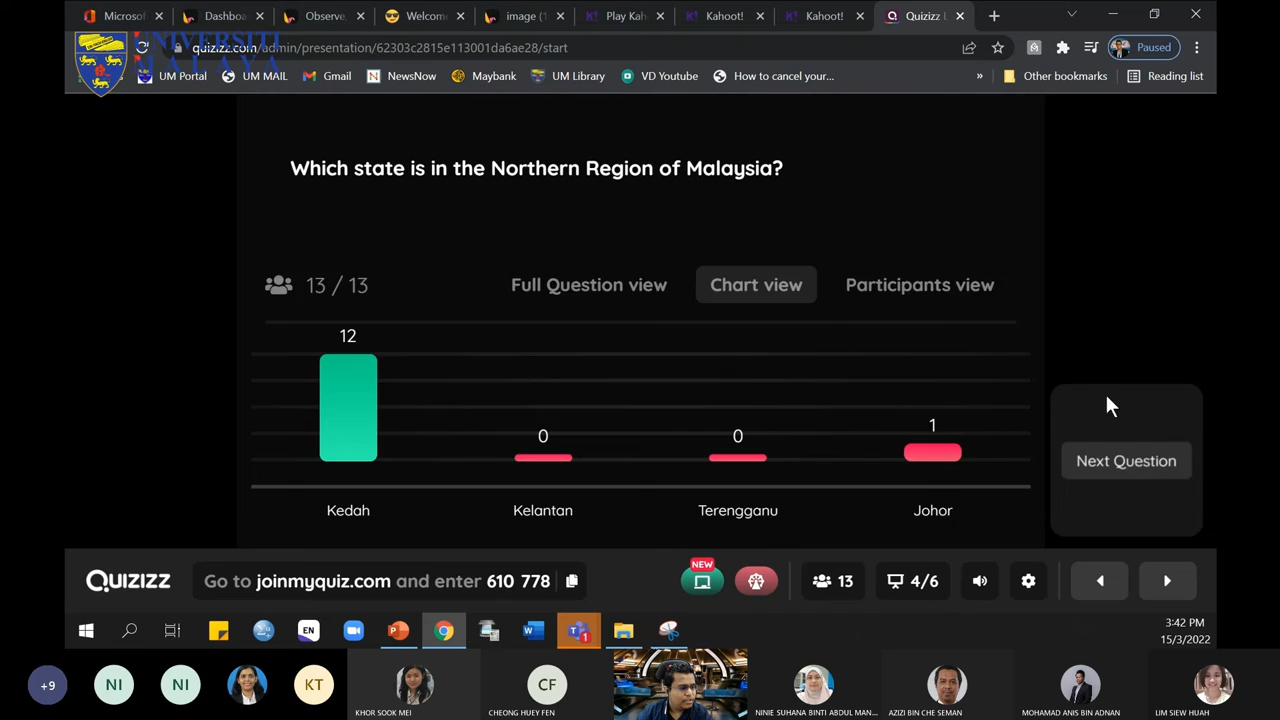 Microsof
Dashboa
Observe,
Welcom
image (1
Play Kah
Kahoot!
Kahoot!
Quizizz L
UNIVERSITI
MALAYA
quizizz.com/admin/presentation/62303c2815e113001da6ae28/start
Paused
UM Portal
UM MAIL
Gmail
NewsNow
Maybank
UM Library
VD Youtube
How to cancel your...
»
Other bookmarks
Reading list
Which state is in the Northern Region of Malaysia?
13 / 13
Full Question view
Chart view
Participants view
12
0
0
1
Kedah
Kelantan
Terengganu
Johor
Next Question
Quizizz
Go to joinmyquiz.com and enter 610 778
NEW
13
4/6
EN
1
3:42 PM
15/3/2022
+9
NI
NI
KT
CF
KHOR SOOK MEI
CHEONG HUEY FEN
NINIE SUHANA BINTI ABDUL MAN...
AZIZI BIN CHE SEMAN
MOHAMAD ANIS BIN ADNAN
LIM SIEW HUAH